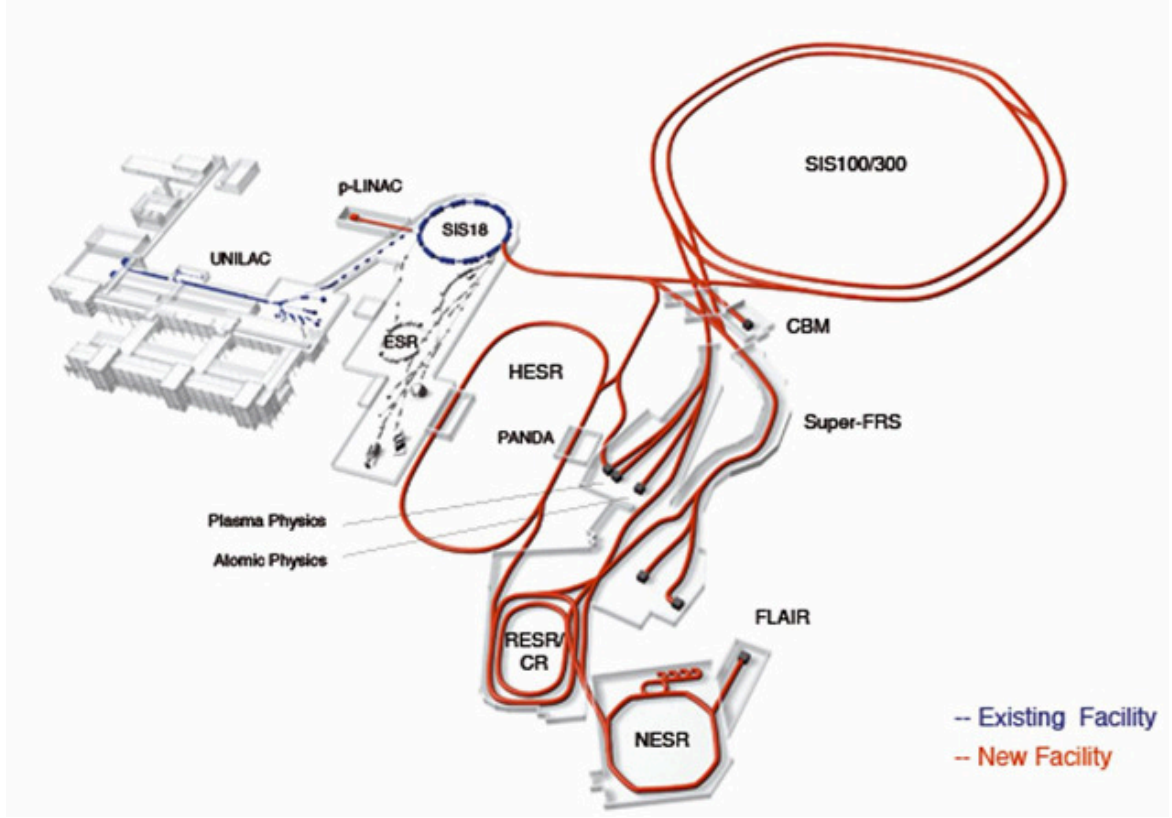 SIS100/300
p-LINAC
SIS18
UNILAC
CBM
ESR
HESR
Super-FRS
PANDA
Plasma Physics
Atomic Physics
FLAIR
RESR/
CR
NESR
-- Existing Facility
-- New Facility